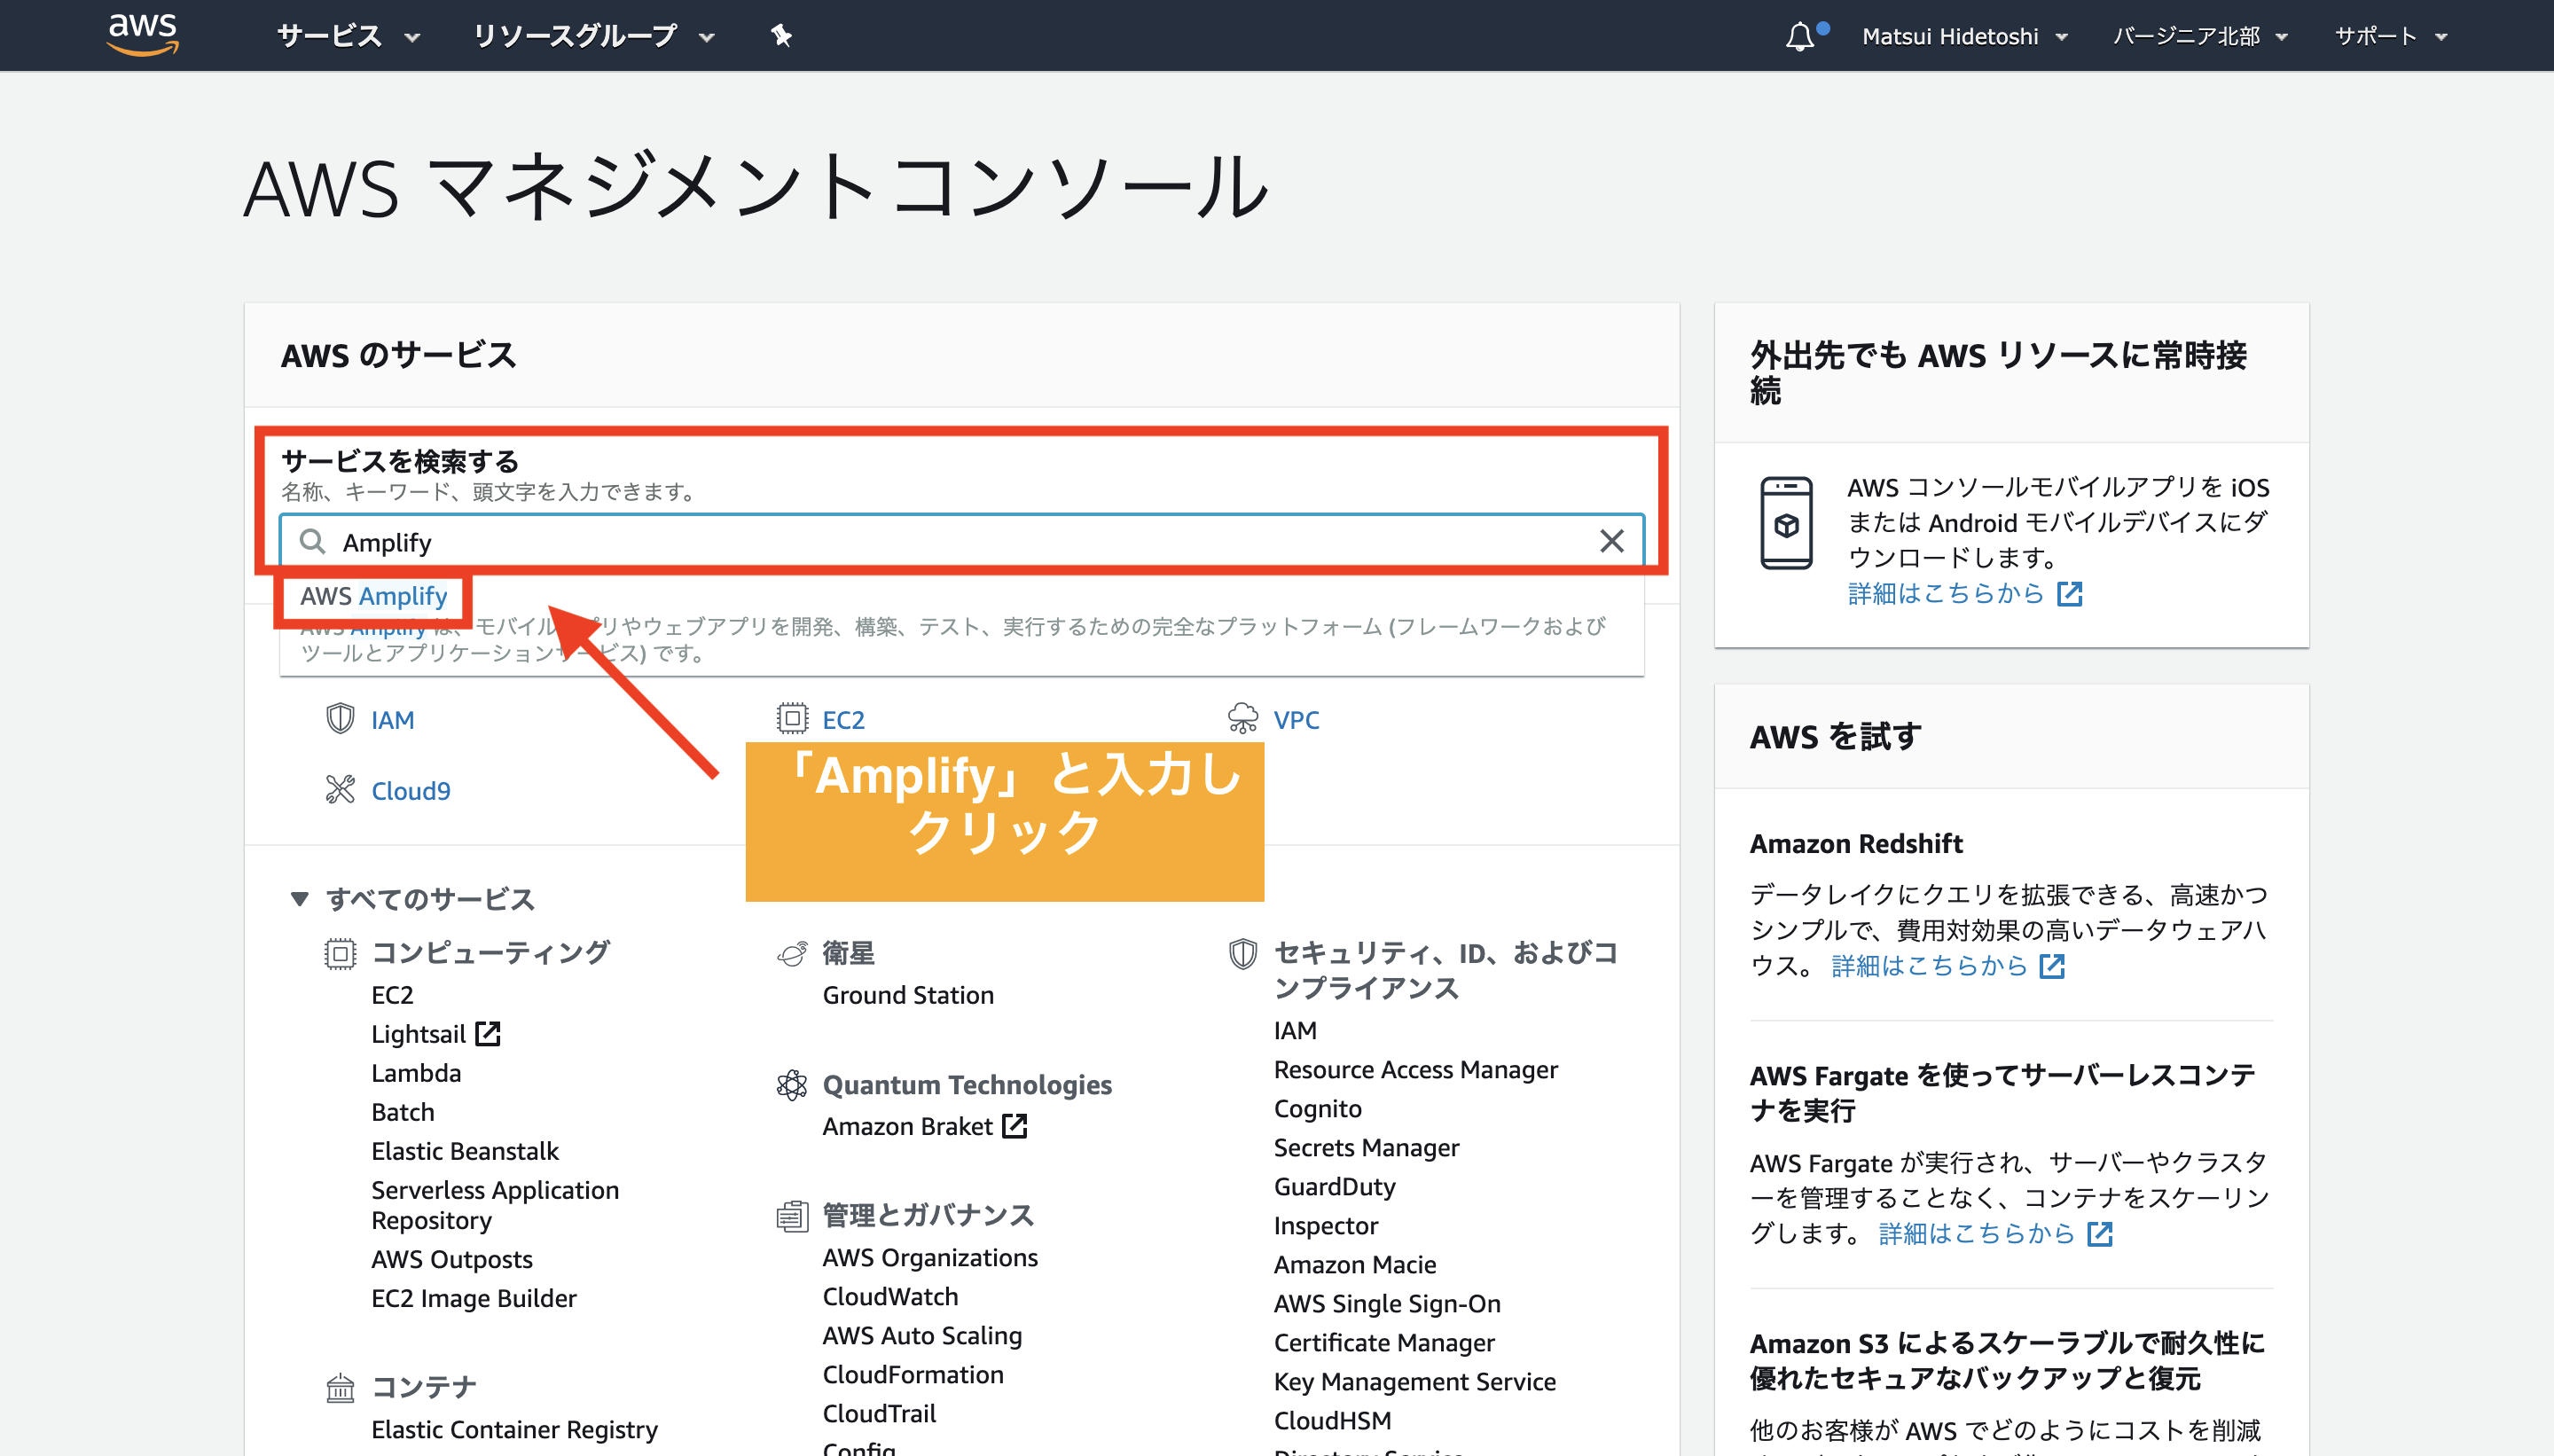 aws
サービス
リソースグループ
Matsui Hidetoshi
バージニア北部
サポート
AWS マネジメントコンソール
AWS のサービス
サービスを検索する
名称、キーワード、頭文字を入力できます。
Amplify
AWS Amplify
AWS Amplify は、モバイルアプリやウェブアプリを開発、構築、テスト、実行するための完全なプラットフォーム (フレームワークおよび
ツールとアプリケーションサービス) です。
IAM
EC2
VPC
Cloud9
「Amplify」と入力し
クリック
すべてのサービス
コンピューティング
EC2
Lightsail
Lambda
Batch
Elastic Beanstalk
Serverless Application
Repository
AWS Outposts
EC2 Image Builder
コンテナ
Elastic Container Registry
衛星
Ground Station
Quantum Technologies
Amazon Braket
管理とガバナンス
AWS Organizations
CloudWatch
AWS Auto Scaling
CloudFormation
CloudTrail
Config
セキュリティ、ID、およびコ
ンプライアンス
IAM
Resource Access Manager
Cognito
Secrets Manager
GuardDuty
Inspector
Amazon Macie
AWS Single Sign-On
Certificate Manager
Key Management Service
CloudHSM
Directory Service
外出先でも AWS リソースに常時接
続
AWS コンソールモバイルアプリを iOS
または Android モバイルデバイスにダ
ウンロードします。
詳細はこちらから
AWS を試す
Amazon Redshift
データレイクにクエリを拡張できる、高速かつ
シンプルで、費用対効果の高いデータウェアハ
ウス。 詳細はこちらから
AWS Fargate を使ってサーバーレスコンテ
ナを実行
AWS Fargate が実行され、サーバーやクラスタ
ーを管理することなく、コンテナをスケーリン
グします。 詳細はこちらから
Amazon S3 によるスケーラブルで耐久性に
優れたセキュアなバックアップと復元
他のお客様が AWS でどのようにコストを削減